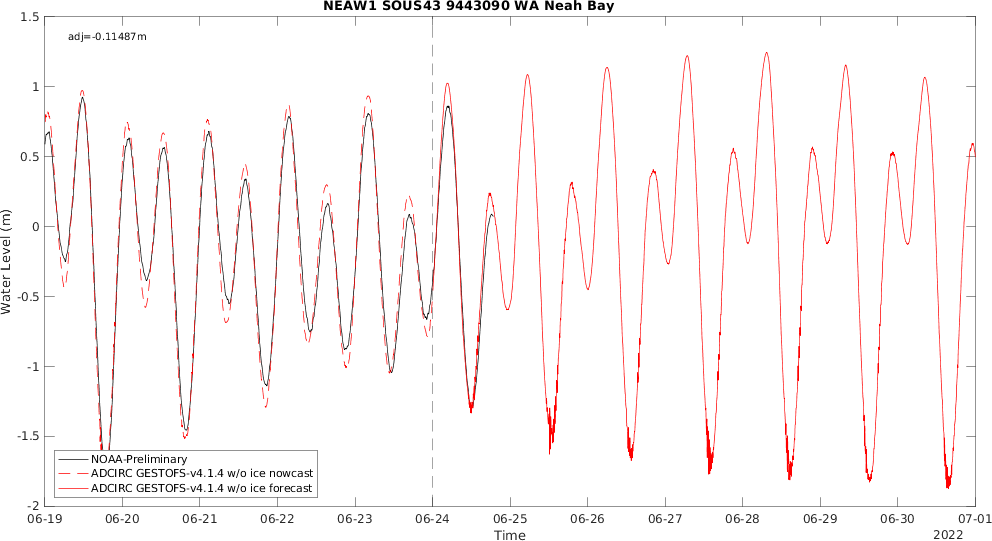 NEAW1 SOUS43 9443090 WA Neah Bay
adj=-0.11487m
Water Level (m)
1.5
1
0.5
0
-0.5
-1
-1.5
-2
NOAA-Preliminary
ADCIRC GESTOFS-v4.1.4 w/o ice nowcast
ADCIRC GESTOFS-v4.1.4 w/o ice forecast
06-19 06-20 06-21 06-22 06-23 06-24 06-25 06-26 06-27 06-28 06-29 06-30 07-01
Time
2022